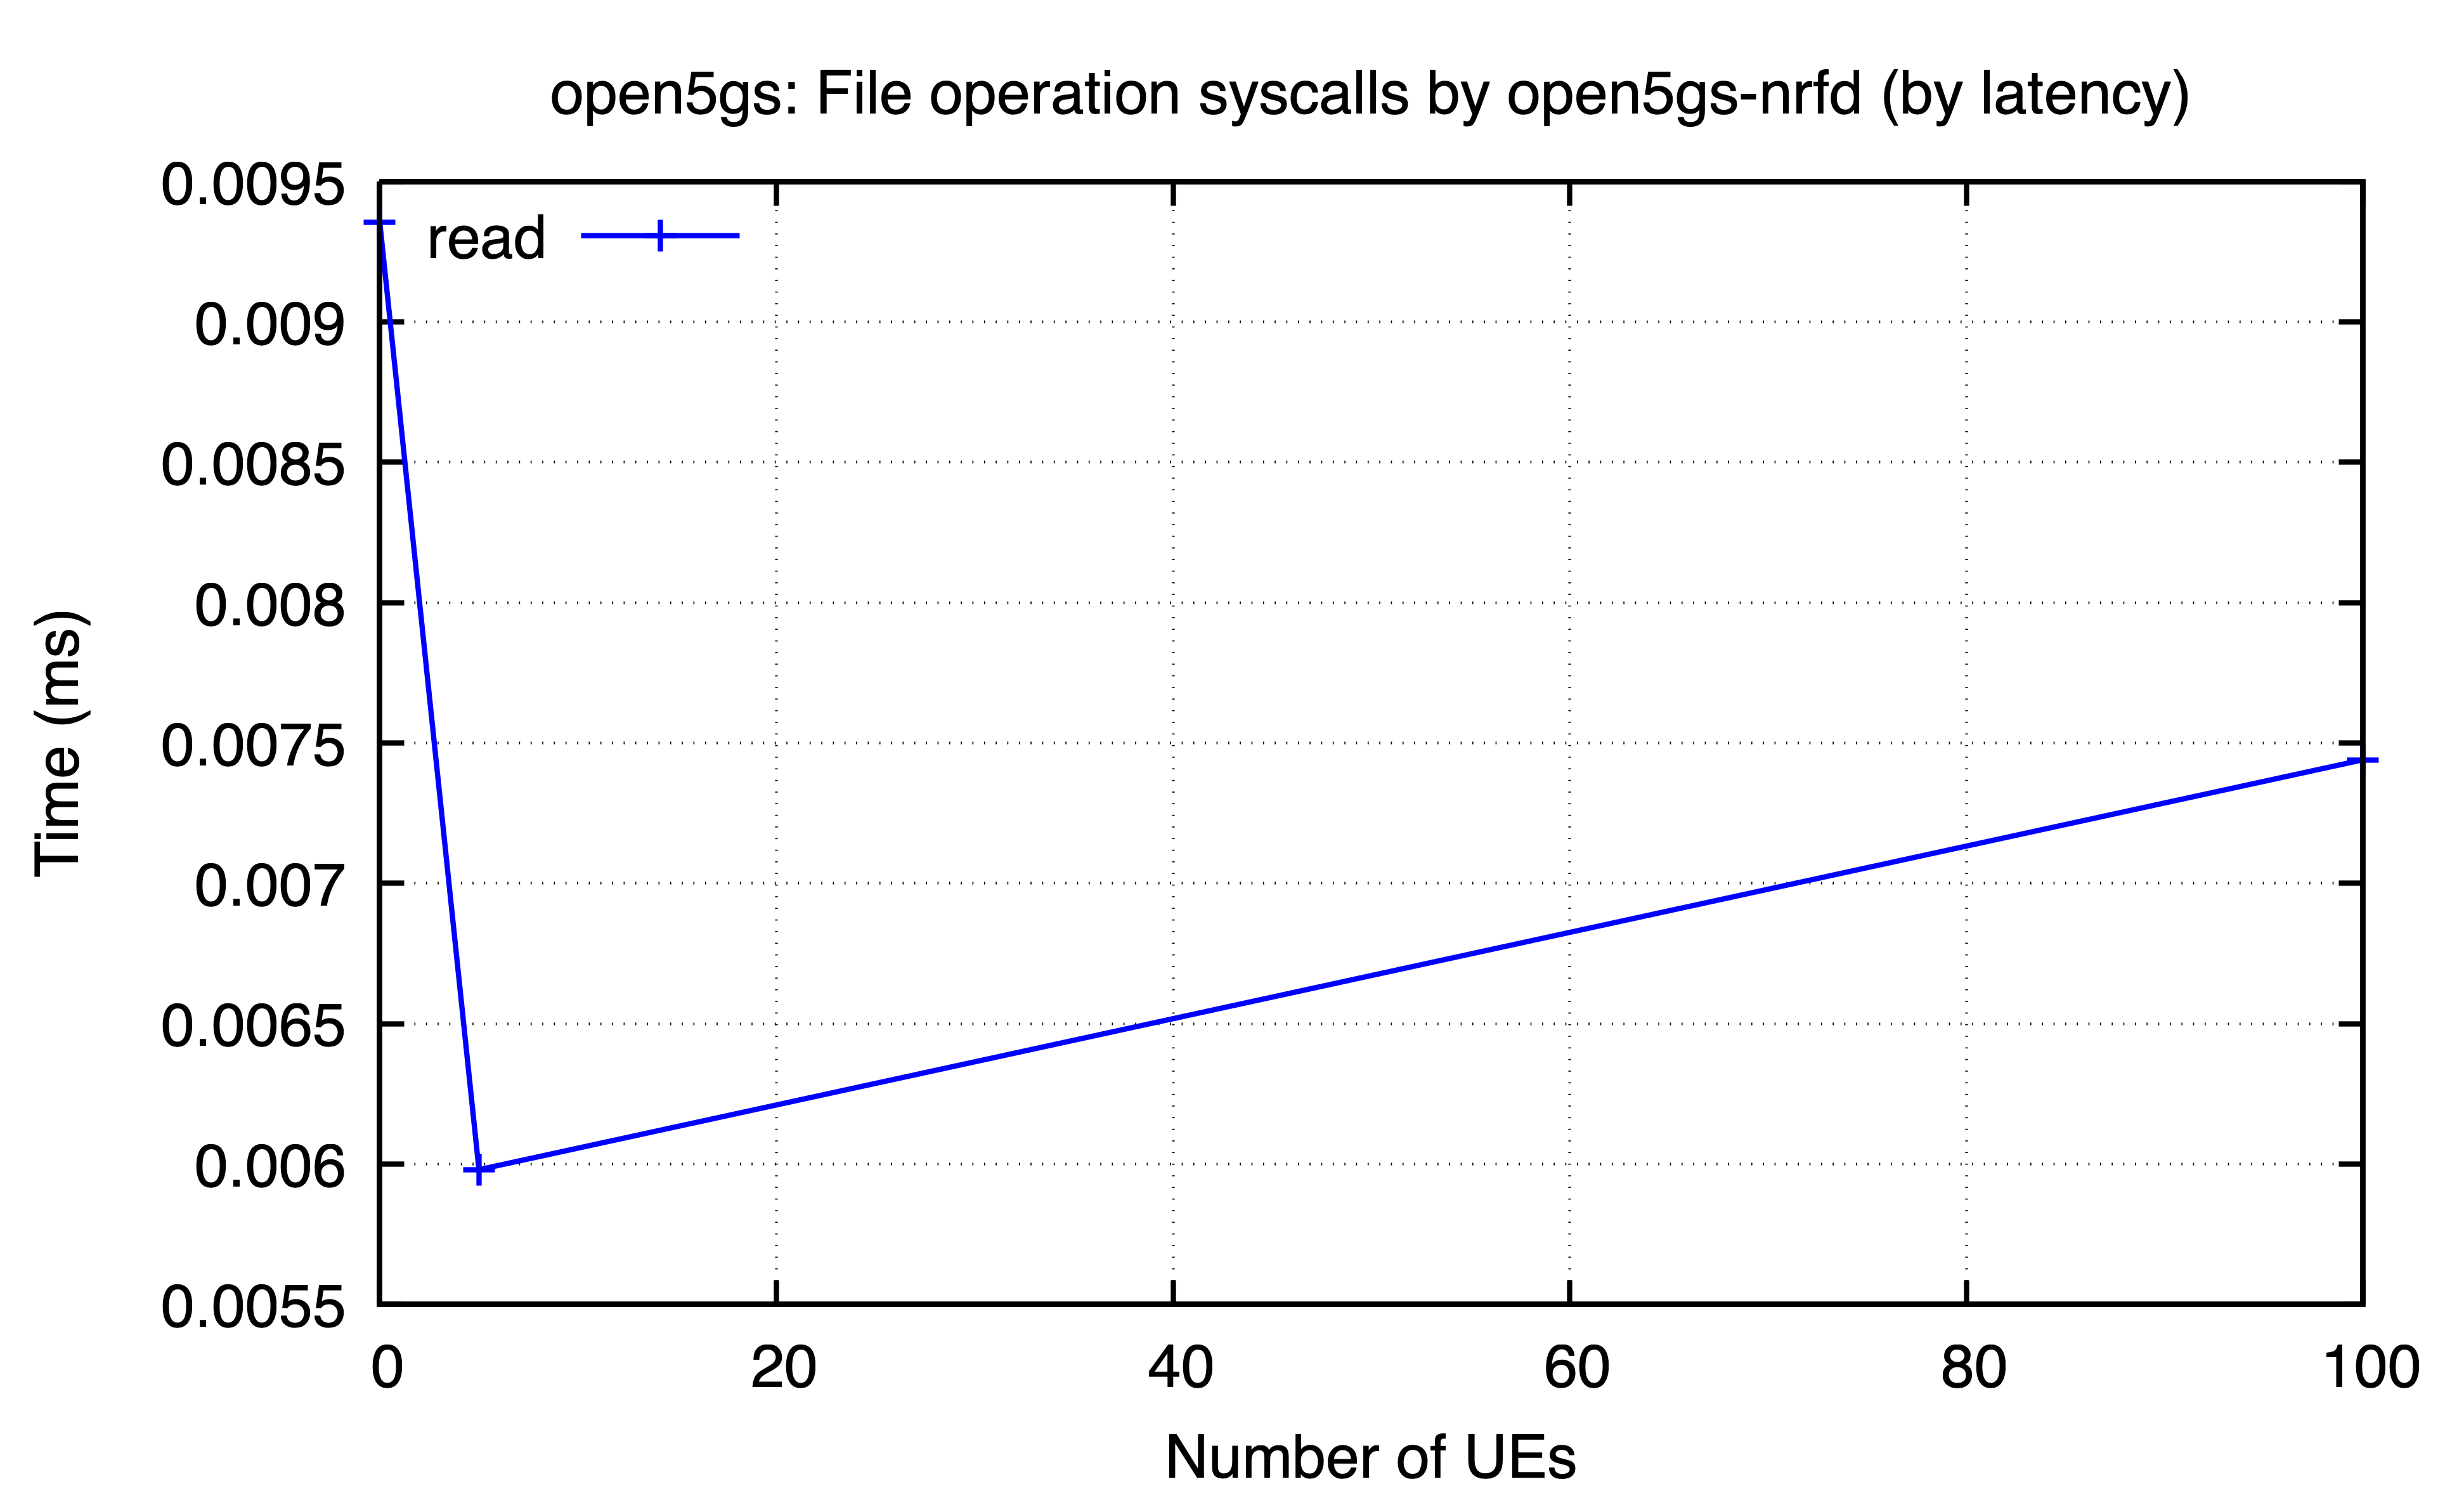 open5gs: File operation syscalls by open5gs-nrfd (by latency)
0.0095
read
0.009
0.0085
0.008
0.0075
0.007
0.0065
0.006
0.0055
Time (ms)
0 20 40 60 80 100
Number of UEs